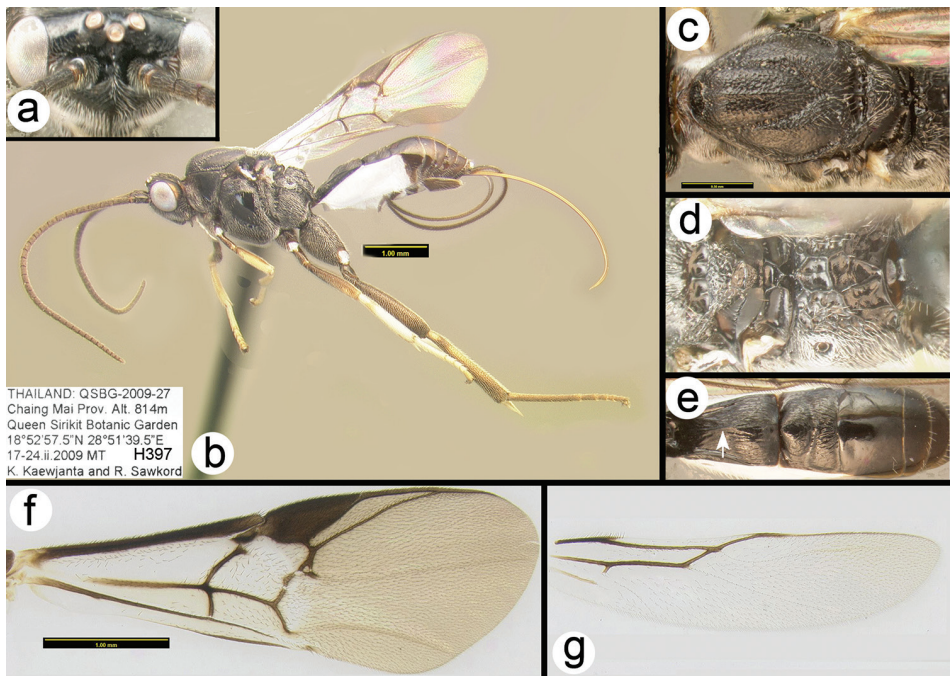 a
b
c
d
1.00 mm
THAILAND: QSBG-2009-27
Chaing Mai Prov. Alt. 814m
Queen Sirikit Botanic Garden
18°52'57.5"N 28°51'39.5"E
17-24.ii.2009 MT H397
K. Kaewjanta and R. Sawkord
e
f
1.00 mm
g